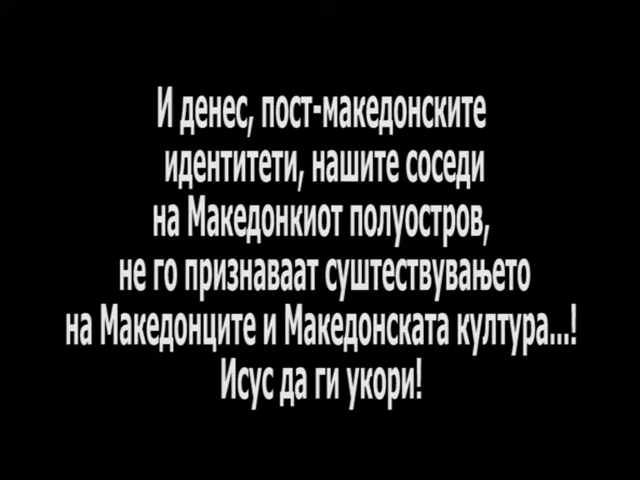 И денес, пост-македонските
идентитети, нашите соседи
на Македонкиот полуостров,
не го признаваат суштествувањето
на Македонците и Македонската култура...!
Исус да ги укори!